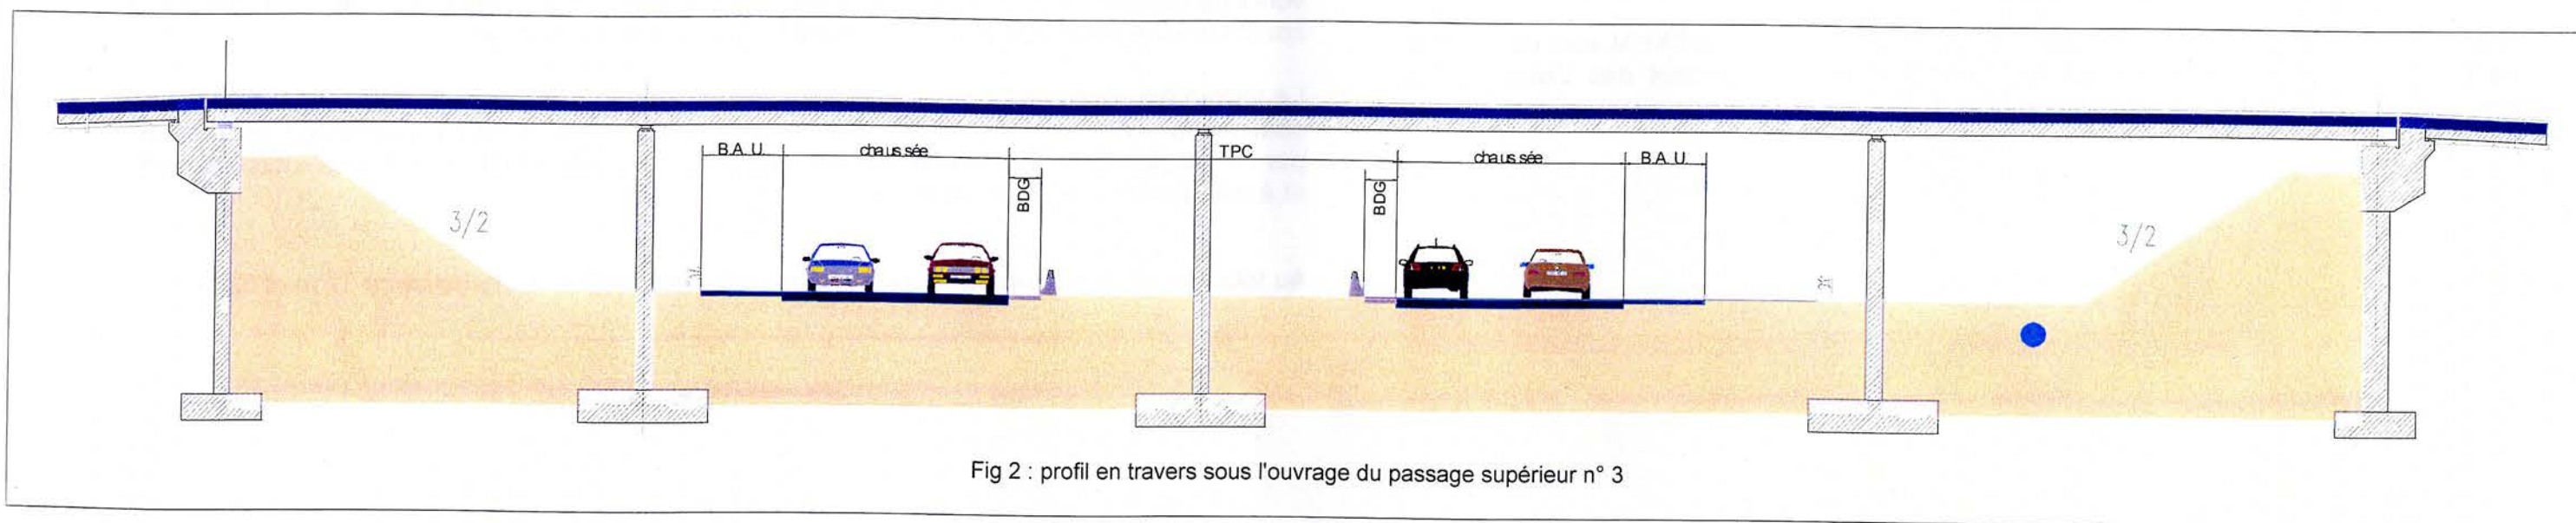 B.A.U. chaussée TPC chaussée B.A.U.
BDG BDG
3/2 3/2
Fig 2 : profil en travers sous l'ouvrage du passage supérieur n° 3